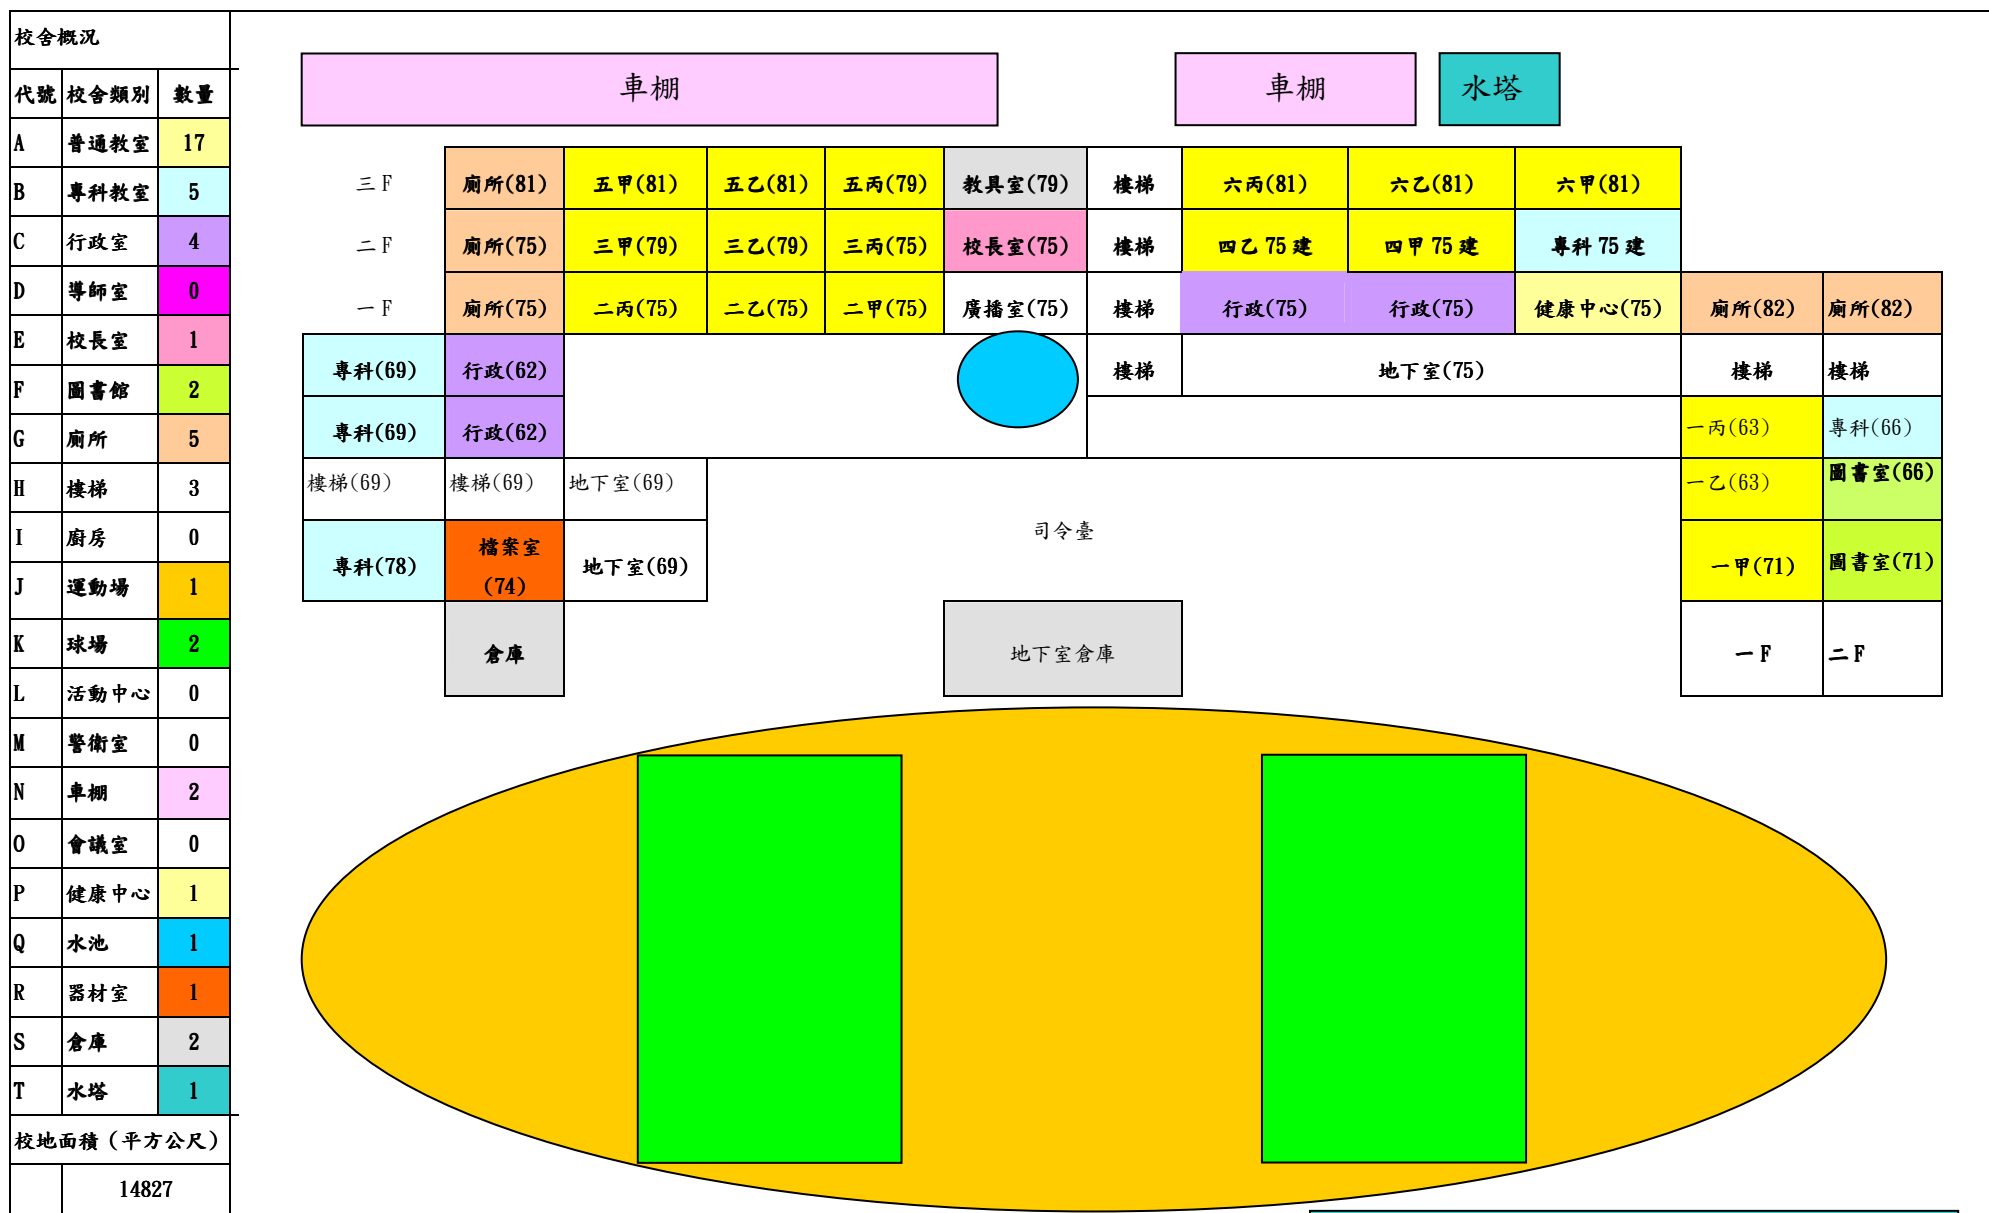 校舍概況
代號 校舍類別 數量
A 普通教室 17
B 專科教室 5
C 行政室 4
D 導師室 0
E 校長室 1
F 圖書館 2
G 廁所 5
H 樓梯 3
I 廚房 0
J 運動場 1
K 球場 2
L 活動中心 0
M 警衛室 0
N 車棚 2
O 會議室 0
P 健康中心 1
Q 水池 1
R 器材室 1
S 倉庫 2
T 水塔 1
校地面積（平方公尺）
14827
車棚 車棚 水塔
三F 廁所(81) 五甲(81) 五乙(81) 五丙(79) 教具室(79) 樓梯 六丙(81) 六乙(81) 六甲(81)
二F 廁所(75) 三甲(79) 三乙(79) 三丙(75) 校長室(75) 樓梯 四乙75建 四甲75建 專科75建
一F 廁所(75) 二丙(75) 二乙(75) 二甲(75) 廣播室(75) 樓梯 行政(75) 行政(75) 健康中心(75) 廁所(82) 廁所(82)
專科(69) 行政(62) 樓梯 地下室(75) 樓梯 樓梯
專科(69) 行政(62) 一丙(63) 專科(66)
樓梯(69) 樓梯(69) 地下室(69) 一乙(63) 圖書室(66)
司令臺
專科(78) 檔案室 地下室(69) 一甲(71) 圖書室(71)
(74)
倉庫 地下室倉庫 一F 二F